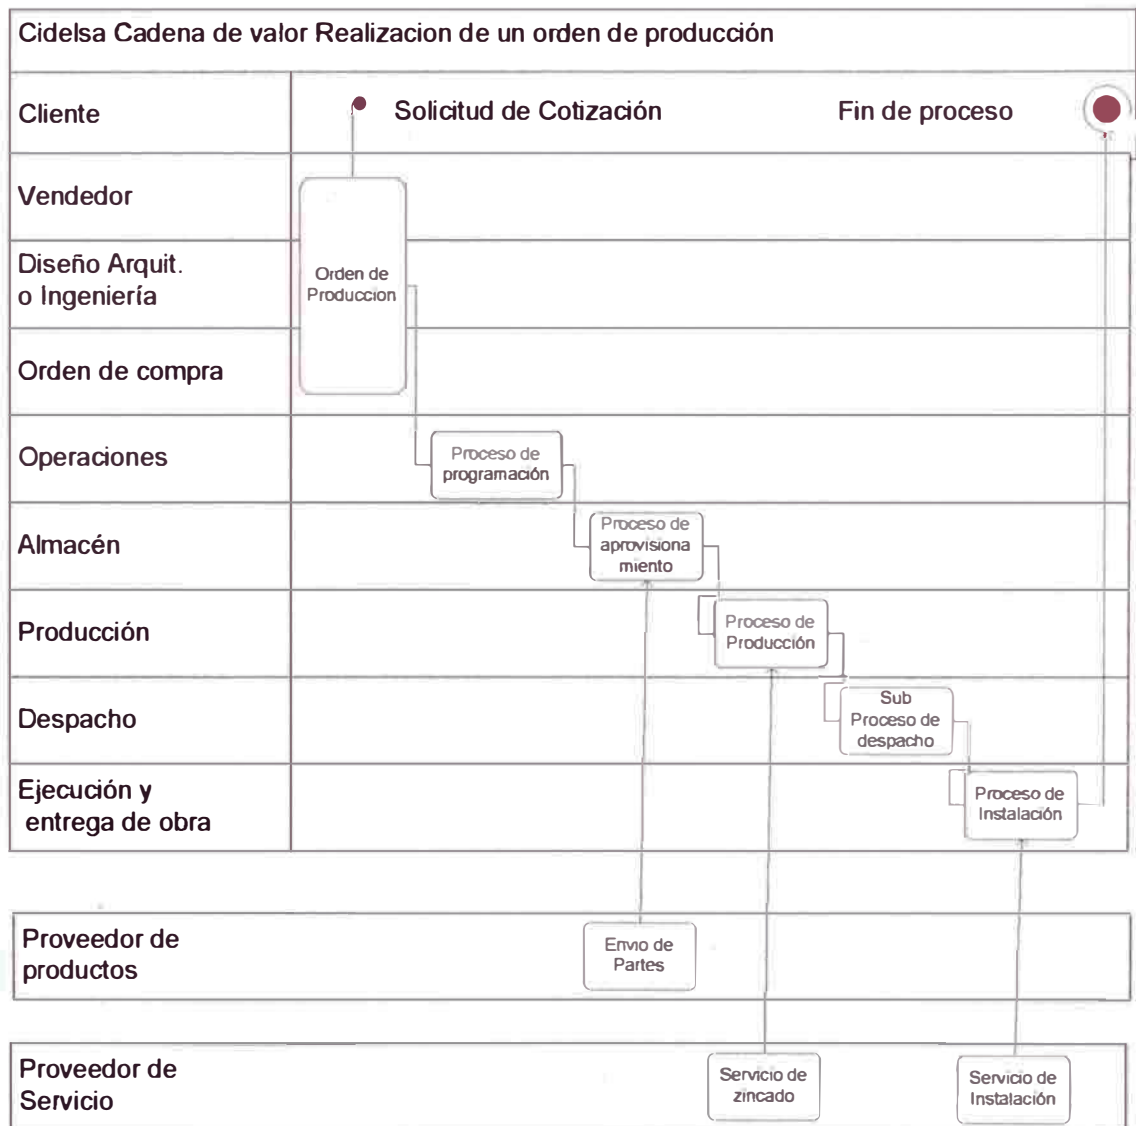 Cidelsa Cadena de valor Realizacion de un orden de producción
Cliente
Solicitud de Cotización
Fin de proceso
Vendedor
Diseño Arquit.
o Ingeniería
Orden de
Produccion
Orden de compra
Operaciones
Proceso de
programación
Almacén
Proceso de
aprovisiona
miento
Producción
Proceso de
Producción
Despacho
Sub
Proceso de
despacho
Ejecución y
entrega de obra
Proceso de
Instalación
Proveedor de
productos
Envio de
Partes
Proveedor de
Servicio
Servicio de
zincado
Servicio de
Instalación